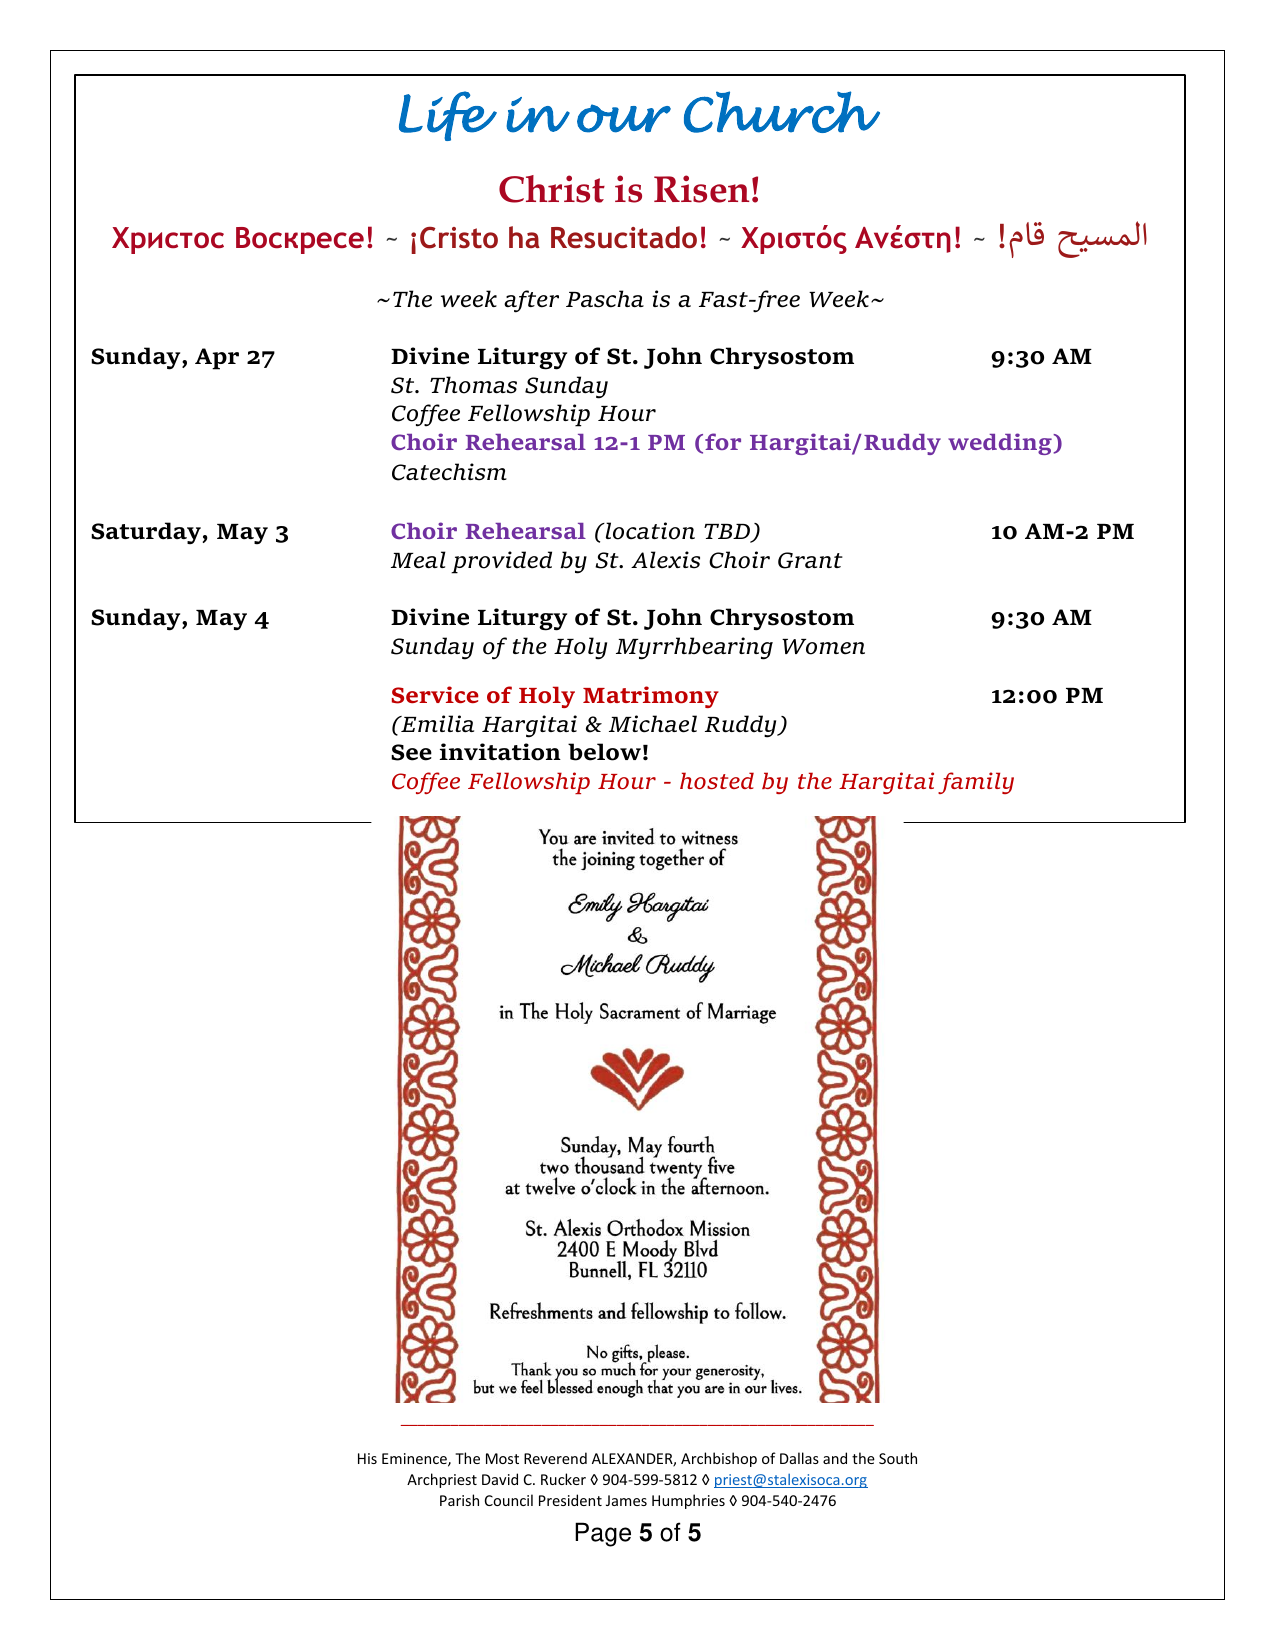 Life in our Church
Christ is Risen!
Христос Воскресе! ~ ¡Cristo ha Resucitado! ~ Χριστός Ανέστη! ~ المسيح قام!
~The week after Pascha is a Fast-free Week~
Sunday, Apr 27 Divine Liturgy of St. John Chrysostom 9:30 AM
St. Thomas Sunday
Coffee Fellowship Hour
Choir Rehearsal 12-1 PM (for Hargitai/Ruddy wedding)
Catechism
Saturday, May 3 Choir Rehearsal (location TBD) 10 AM-2 PM
Meal provided by St. Alexis Choir Grant
Sunday, May 4 Divine Liturgy of St. John Chrysostom 9:30 AM
Sunday of the Holy Myrrhbearing Women
Service of Holy Matrimony 12:00 PM
(Emilia Hargitai & Michael Ruddy)
See invitation below!
Coffee Fellowship Hour - hosted by the Hargitai family
You are invited to witness
the joining together of
Emily Hargitai
&
Michael Ruddy
in The Holy Sacrament of Marriage
Sunday, May fourth
two thousand twenty five
at twelve o'clock in the afternoon.
St. Alexis Orthodox Mission
2400 E Moody Blvd
Bunnell, FL 32110
Refreshments and fellowship to follow.
No gifts, please.
Thank you so much for your generosity,
but we feel blessed enough that you are in our lives.
His Eminence, The Most Reverend ALEXANDER, Archbishop of Dallas and the South
Archpriest David C. Rucker ◊ 904-599-5812 ◊ priest@stalexisoca.org
Parish Council President James Humphries ◊ 904-540-2476
Page 5 of 5